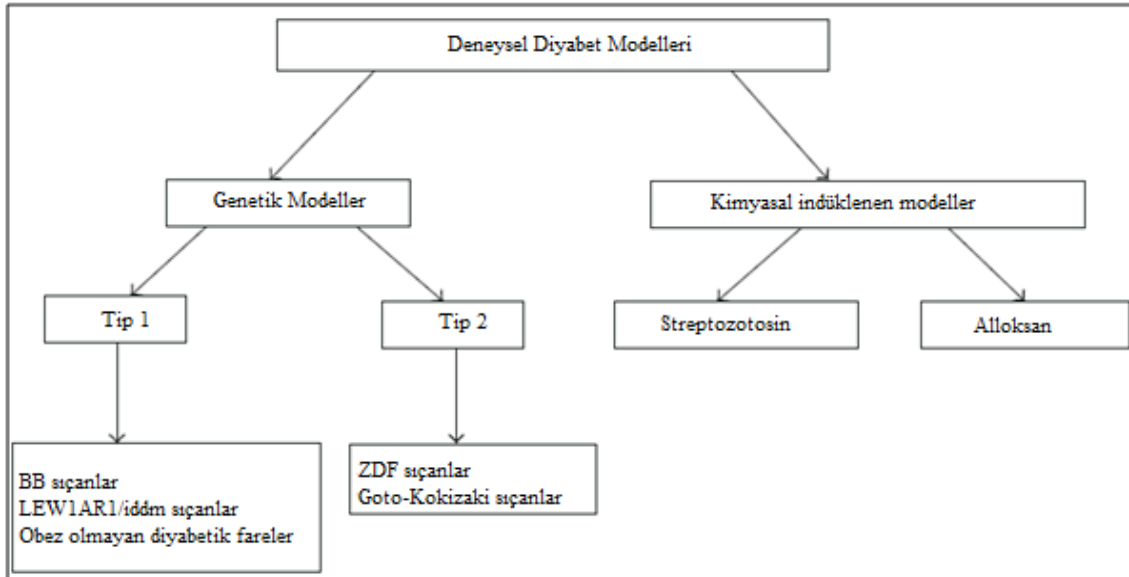 Deneysel Diyabet Modelleri
Genetik Modeller
Kimyasal indüklenen modeller
Tip 1
Tip 2
Streptozotosin
Alloksan
BB sıçanlar
LEW1AR1/iddm sıçanlar
Obez olmayan diyabetik fareler
ZDF sıçanlar
Goto-Kokizaki sıçanlar